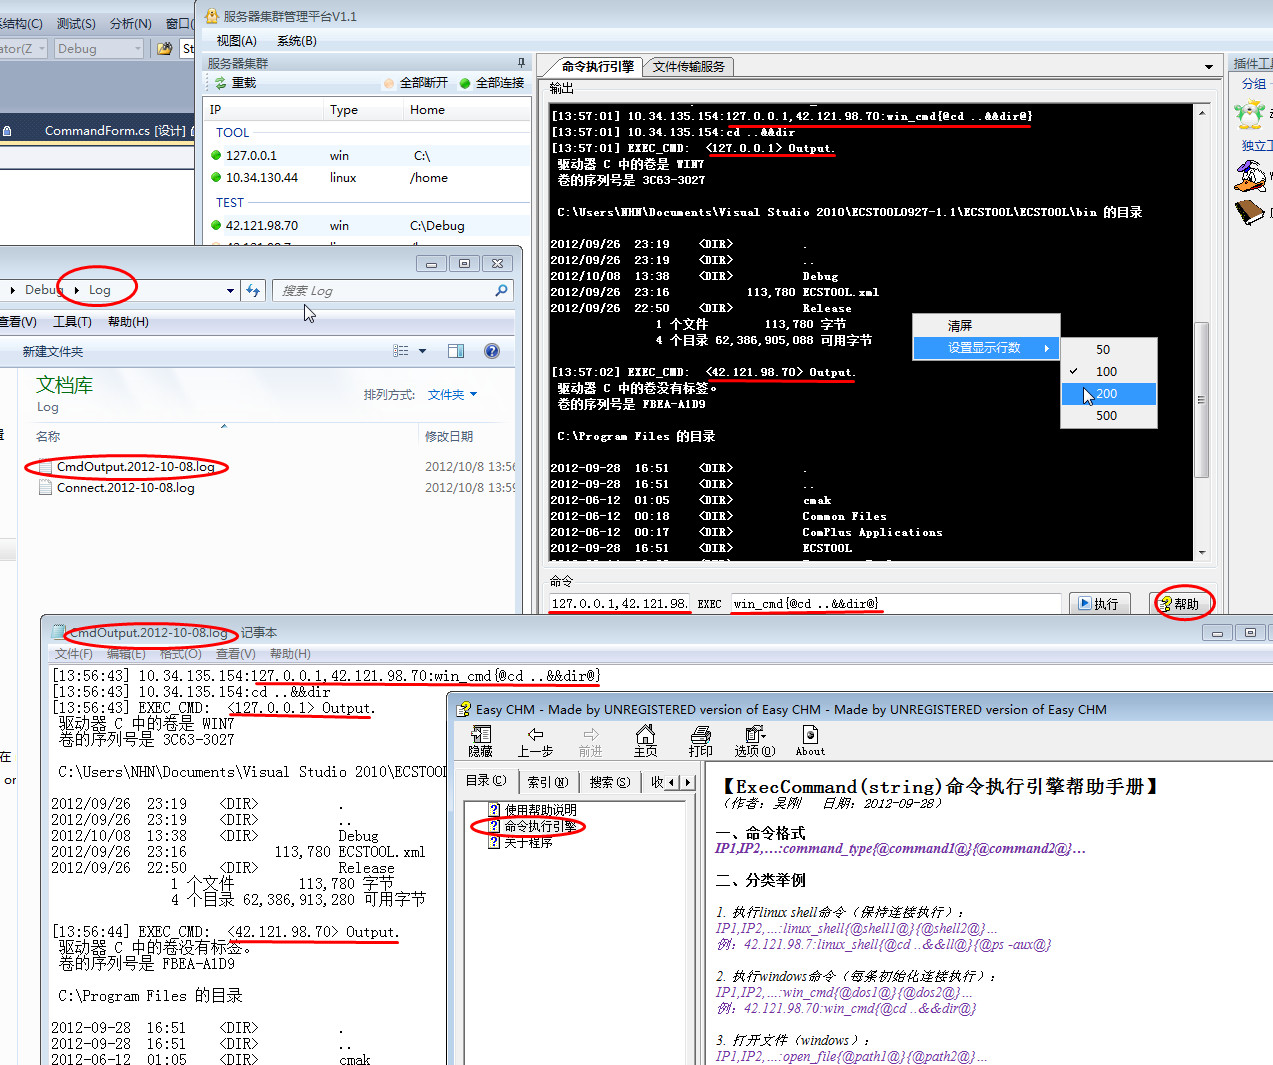 系结构(C) 测试(S) 分析(N) 窗口(
ator(Z Debug St
CommandForm.cs [设计]
服务器集群管理平台V1.1
视图(A) 系统(B)
服务器集群
重载 全部断开 全部连接
IP Type Home
TOOL
127.0.0.1 win C:\
10.34.130.44 linux /home
TEST
42.121.98.70 win C:\Debug
命令执行引擎 文件传输服务
输出
[13:57:01] 10.34.135.154:127.0.0.1,42.121.98.70:win_cmd{@cd ..&&dir@}
[13:57:01] 10.34.135.154:cd ..&&dir
[13:57:01] EXEC_CMD: <127.0.0.1> Output.
驱动器 C 中的卷是 WIN7
卷的序列号是 3C63-3027
C:\Users\NHN\Documents\Visual Studio 2010\ECSTOOL0927-1.1\ECSTOOL\ECSTOOL\bin 的目录
2012/09/26 23:19 <DIR> .
2012/09/26 23:19 <DIR> ..
2012/10/08 13:38 <DIR> Debug
2012/09/26 23:16 113,780 ECSTOOL.xml
2012/09/26 22:50 <DIR> Release
1 个文件 113,780 字节
4 个目录 62,386,905,088 可用字节
[13:57:02] EXEC_CMD: <42.121.98.70> Output.
驱动器 C 中的卷没有标签。
卷的序列号是 FBEA-A1D9
C:\Program Files 的目录
2012-09-28 16:51 <DIR> .
2012-09-28 16:51 <DIR> ..
2012-06-12 01:05 <DIR> cmak
2012-06-12 00:18 <DIR> Common Files
2012-06-12 00:17 <DIR> ComPlus Applications
2012-09-28 16:51 <DIR> ECSTOOL
清屏
设置显示行数
50
100
200
500
命令
127.0.0.1,42.121.98. EXEC win_cmd{@cd ..&&dir@} 执行 帮助
插件工具
分组
独立工
Debug Log 搜索 Log
查看(V) 工具(T) 帮助(H)
新建文件夹
文档库
Log
排列方式: 文件夹
名称 修改日期
CmdOutput.2012-10-08.log 2012/10/8 13:56
Connect.2012-10-08.log 2012/10/8 13:59
在
or
CmdOutput.2012-10-08.log 记事本
文件(F) 编辑(E) 格式(O) 查看(V) 帮助(H)
[13:56:43] 10.34.135.154:127.0.0.1,42.121.98.70:win_cmd{@cd ..&&dir@}
[13:56:43] 10.34.135.154:cd ..&&dir
[13:56:43] EXEC_CMD: <127.0.0.1> Output.
驱动器 C 中的卷是 WIN7
卷的序列号是 3C63-3027
C:\Users\NHN\Documents\Visual Studio 2010\ECSTOOL
2012/09/26 23:19 <DIR> .
2012/09/26 23:19 <DIR> ..
2012/10/08 13:38 <DIR> Debug
2012/09/26 23:16 113,780 ECSTOOL.xml
2012/09/26 22:50 <DIR> Release
1 个文件 113,780 字节
4 个目录 62,386,913,280 可用字节
[13:56:44] EXEC_CMD: <42.121.98.70> Output.
驱动器 C 中的卷没有标签。
卷的序列号是 FBEA-A1D9
C:\Program Files 的目录
2012-09-28 16:51 <DIR> .
2012-09-28 16:51 <DIR> ..
2012-06-12 01:05 <DIR> cmak
Easy CHM - Made by UNREGISTERED version of Easy CHM - Made by UNREGISTERED version of Easy CHM
隐藏 上一步 前进 主页 打印 选项(O) About
目录(C) 索引(N) 搜索(S) 收
使用帮助说明
命令执行引擎
关于程序
【ExecCommand(string)命令执行引擎帮助手册】
（作者：吴刚 日期：2012-09-28）
一、命令格式
IP1,IP2,…:command_type{@command1@}{@command2@}…
二、分类举例
1. 执行linux shell命令（保持连接执行）：
IP1,IP2,…:linux_shell{@shell1@}{@shell2@}…
例：42.121.98.7:linux_shell{@cd ..&&ll@}{@ps -aux@}
2. 执行windows命令（每条初始化连接执行）：
IP1,IP2,…:win_cmd{@dos1@}{@dos2@}…
例：42.121.98.70:win_cmd{@cd ..&&dir@}
3. 打开文件（windows）：
IP1,IP2,…:open_file{@path1@}{@path2@}…